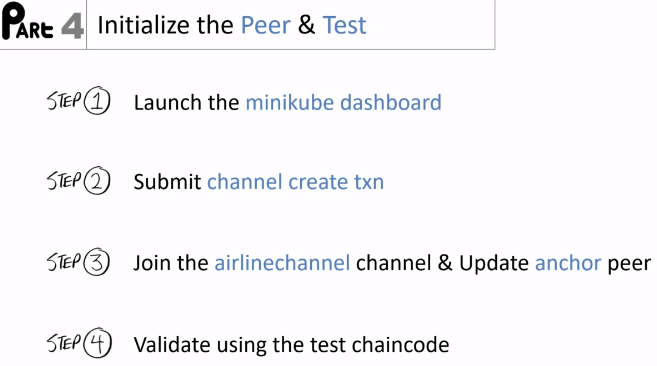 PART 4 Initialize the Peer & Test
STEP 1 Launch the minikube dashboard
STEP 2 Submit channel create txn
STEP 3 Join the airlinechannel channel & Update anchor peer
STEP 4 Validate using the test chaincode